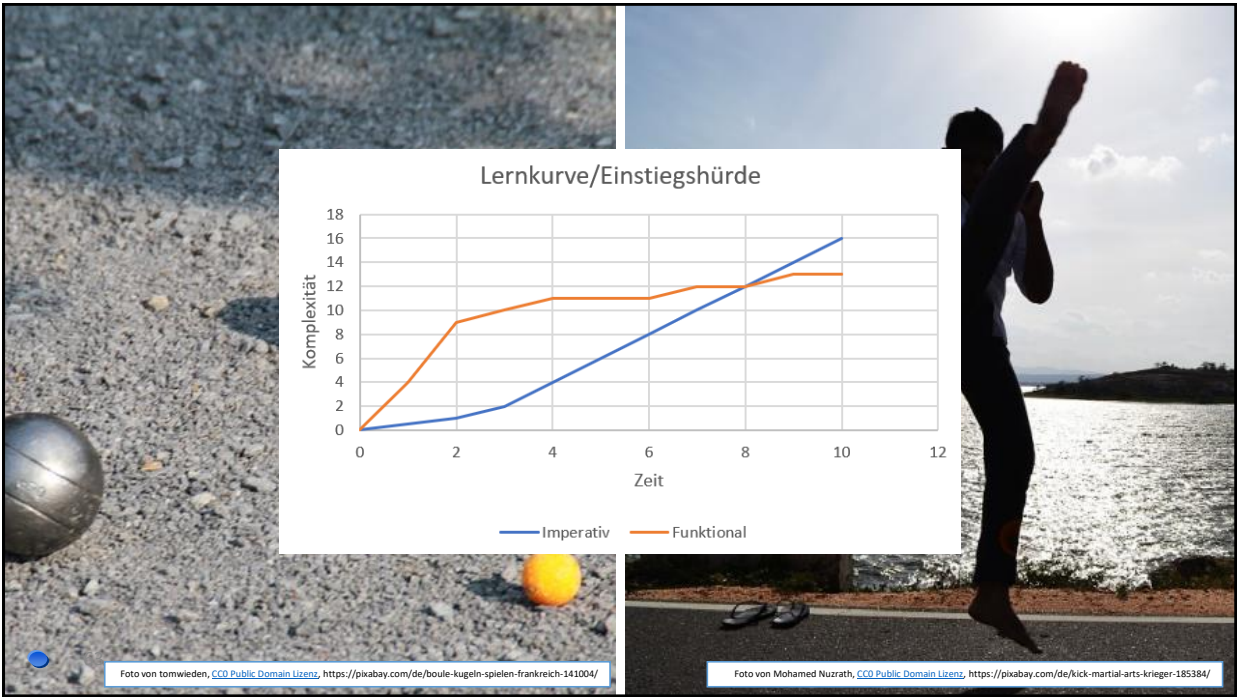 Lernkurve/Einstiegshürde
18
16
14
12
10
8
6
4
2
0
Komplexität
0 2 4 6 8 10 12
Zeit
Imperativ Funktional
Foto von tomwieden, CC0 Public Domain Lizenz, https://pixabay.com/de/boule-kugeln-spielen-frankreich-141004/
Foto von Mohamed Nuzrath, CC0 Public Domain Lizenz, https://pixabay.com/de/kick-martial-arts-krieger-185384/